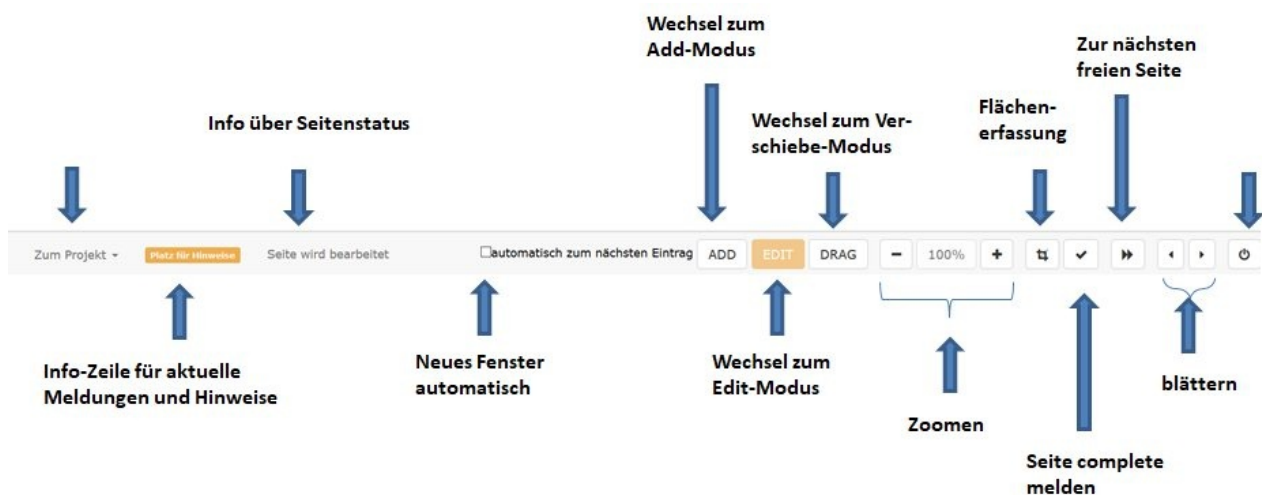 Wechsel zum
Add-Modus
Zur nächsten
freien Seite
Info über Seitenstatus
Wechsel zum Ver-
schiebe-Modus
Flächen-
erfassung
Zum Projekt
Platz für Hinweise
Seite wird bearbeitet
automatisch zum nächsten Eintrag
ADD
EDIT
DRAG
100%
Info-Zeile für aktuelle
Meldungen und Hinweise
Neues Fenster
automatisch
Wechsel zum
Edit-Modus
Zoomen
blättern
Seite complete
melden